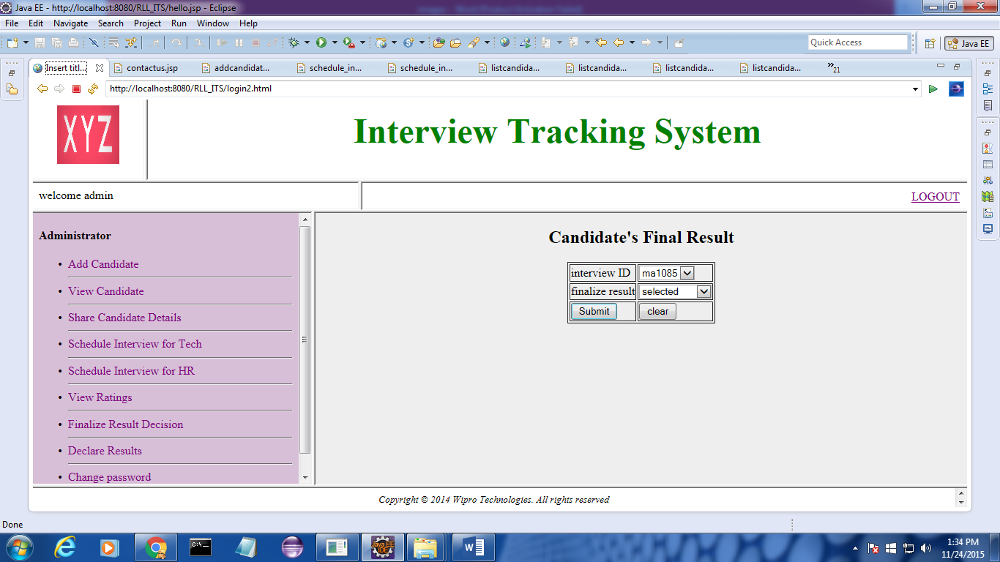 Java EE - http://localhost:8080/RLL_ITS/hello.jsp - Eclipse
File Edit Navigate Search Project Run Window Help
Quick Access Java EE
Insert titl... contactus.jsp addcandidat... schedule_in... schedule_in... listcandida... listcandida... listcandida... listcandida... 21
http://localhost:8080/RLL_ITS/login2.html
XYZ
Interview Tracking System
welcome admin
LOGOUT
Administrator
• Add Candidate
• View Candidate
• Share Candidate Details
• Schedule Interview for Tech
• Schedule Interview for HR
• View Ratings
• Finalize Result Decision
• Declare Results
• Change password
Candidate's Final Result
interview ID ma1085
finalize result selected
Submit clear
Copyright © 2014 Wipro Technologies. All rights reserved
Done
Java EE
IDE
1:34 PM
11/24/2015